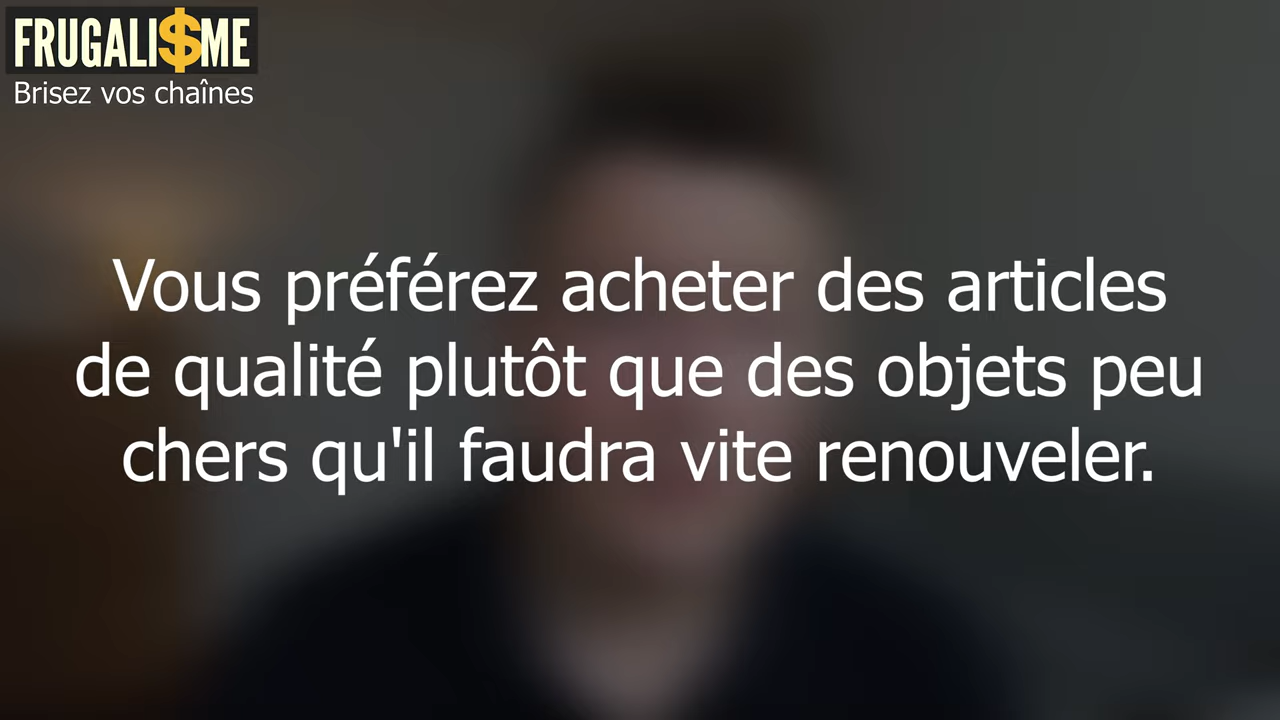 FRUGALI$ME
Brisez vos chaînes
Vous préférez acheter des articles
de qualité plutôt que des objets peu
chers qu'il faudra vite renouveler.